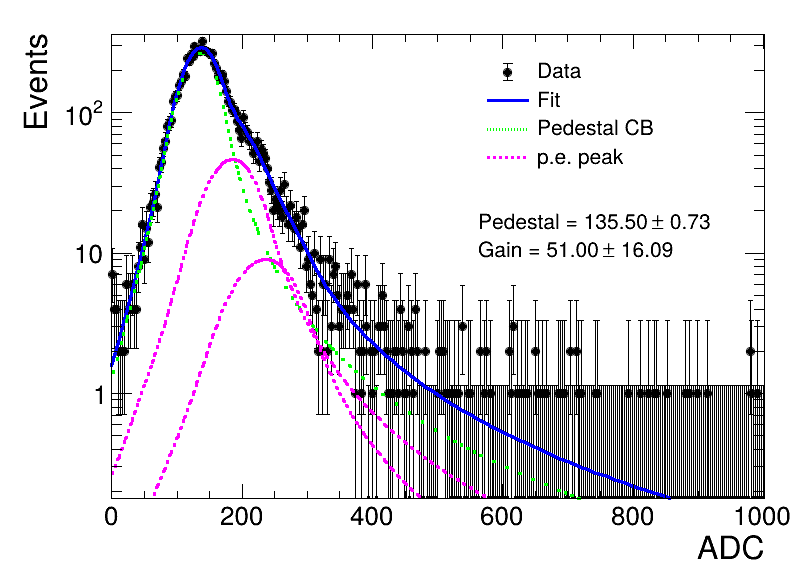 Events
10²
10
1
Data
Fit
Pedestal CB
p.e. peak
Pedestal = 135.50 ± 0.73
Gain = 51.00 ± 16.09
0 200 400 600 800 1000
ADC